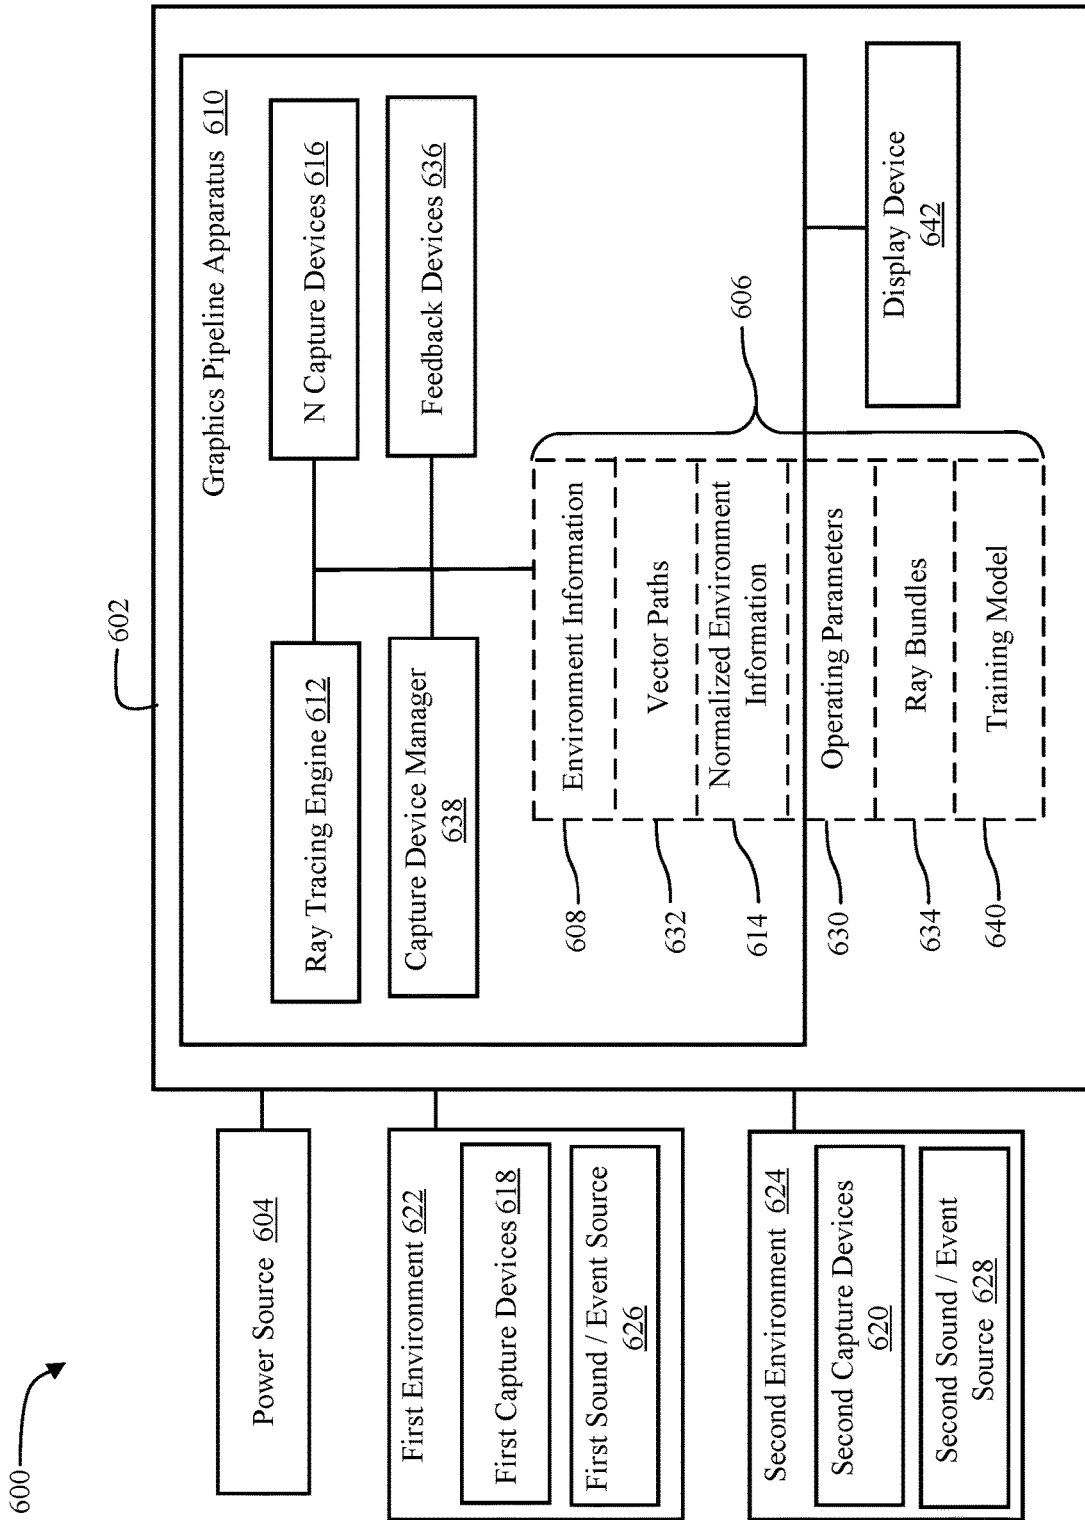 600
602
Power Source 604
First Environment 622
First Capture Devices 618
First Sound / Event Source
626
Second Environment 624
Second Capture Devices
620
Second Sound / Event
Source 628
Graphics Pipeline Apparatus 610
Ray Tracing Engine 612
N Capture Devices 616
Capture Device Manager
638
Feedback Devices 636
608
Environment Information
632
Vector Paths
614
Normalized Environment
Information
630
Operating Parameters
634
Ray Bundles
640
Training Model
606
Display Device
642